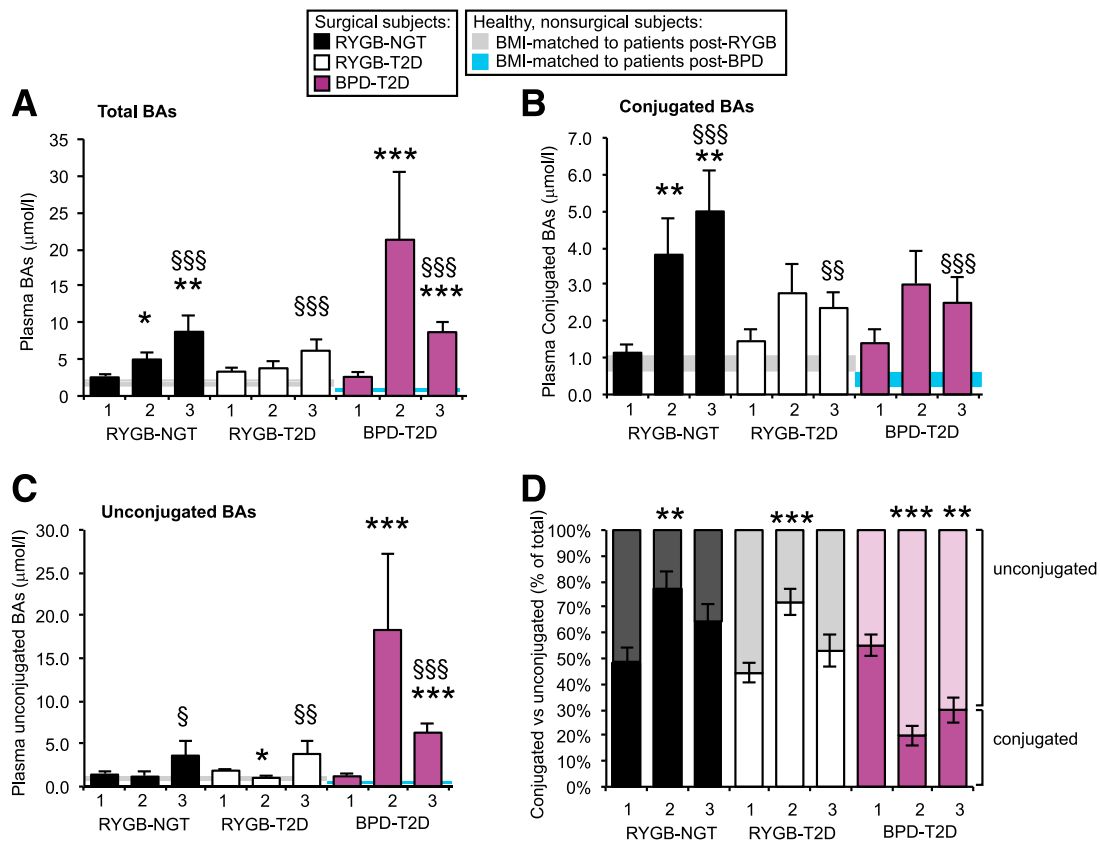 Surgical subjects:
RYGB-NGT
RYGB-T2D
BPD-T2D
Healthy, nonsurgical subjects:
BMI-matched to patients post-RYGB
BMI-matched to patients post-BPD
A
Total BAs
Plasma BAs (μmol/l)
35
30
25
20
15
10
5
0
* 
§§§
**
§§§
***
§§§
***
1 2 3 1 2 3 1 2 3
RYGB-NGT RYGB-T2D BPD-T2D
B
Conjugated BAs
Plasma Conjugated BAs (μmol/l)
7.0
6.0
5.0
4.0
3.0
2.0
1.0
0.0
**
§§§
**
§§
§§§
1 2 3 1 2 3 1 2 3
RYGB-NGT RYGB-T2D BPD-T2D
C
Unconjugated BAs
Plasma unconjugated BAs (μmol/l)
30.0
25.0
20.0
15.0
10.0
5.0
0.0
§
*
§§
***
§§§
***
1 2 3 1 2 3 1 2 3
RYGB-NGT RYGB-T2D BPD-T2D
D
Conjugated vs unconjugated (% of total)
100%
90%
80%
70%
60%
50%
40%
30%
20%
10%
0%
** *** *** **
unconjugated
conjugated
1 2 3 1 2 3 1 2 3
RYGB-NGT RYGB-T2D BPD-T2D